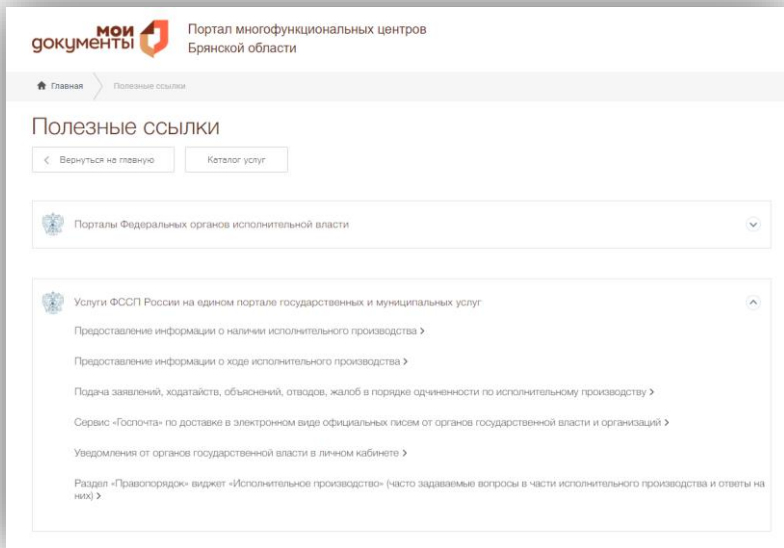 мои
документы
Портал многофункциональных центров
Брянской области
Главная
Полезные ссылки
Полезные ссылки
Вернуться на главную
Каталог услуг
Порталы Федеральных органов исполнительной власти
Услуги ФССП России на едином портале государственных и муниципальных услуг
Предоставление информации о наличии исполнительного производства >
Предоставление информации о ходе исполнительного производства >
Подача заявлений, ходатайств, объяснений, отводов, жалоб в порядке одчиненности по исполнительному производству >
Сервис «Госпочта» по доставке в электронном виде официальных писем от органов государственной власти и организаций >
Уведомления от органов государственной власти в личном кабинете >
Раздел «Правопорядок» виджет «Исполнительное производство» (часто задаваемые вопросы в части исполнительного производства и ответы на
них) >